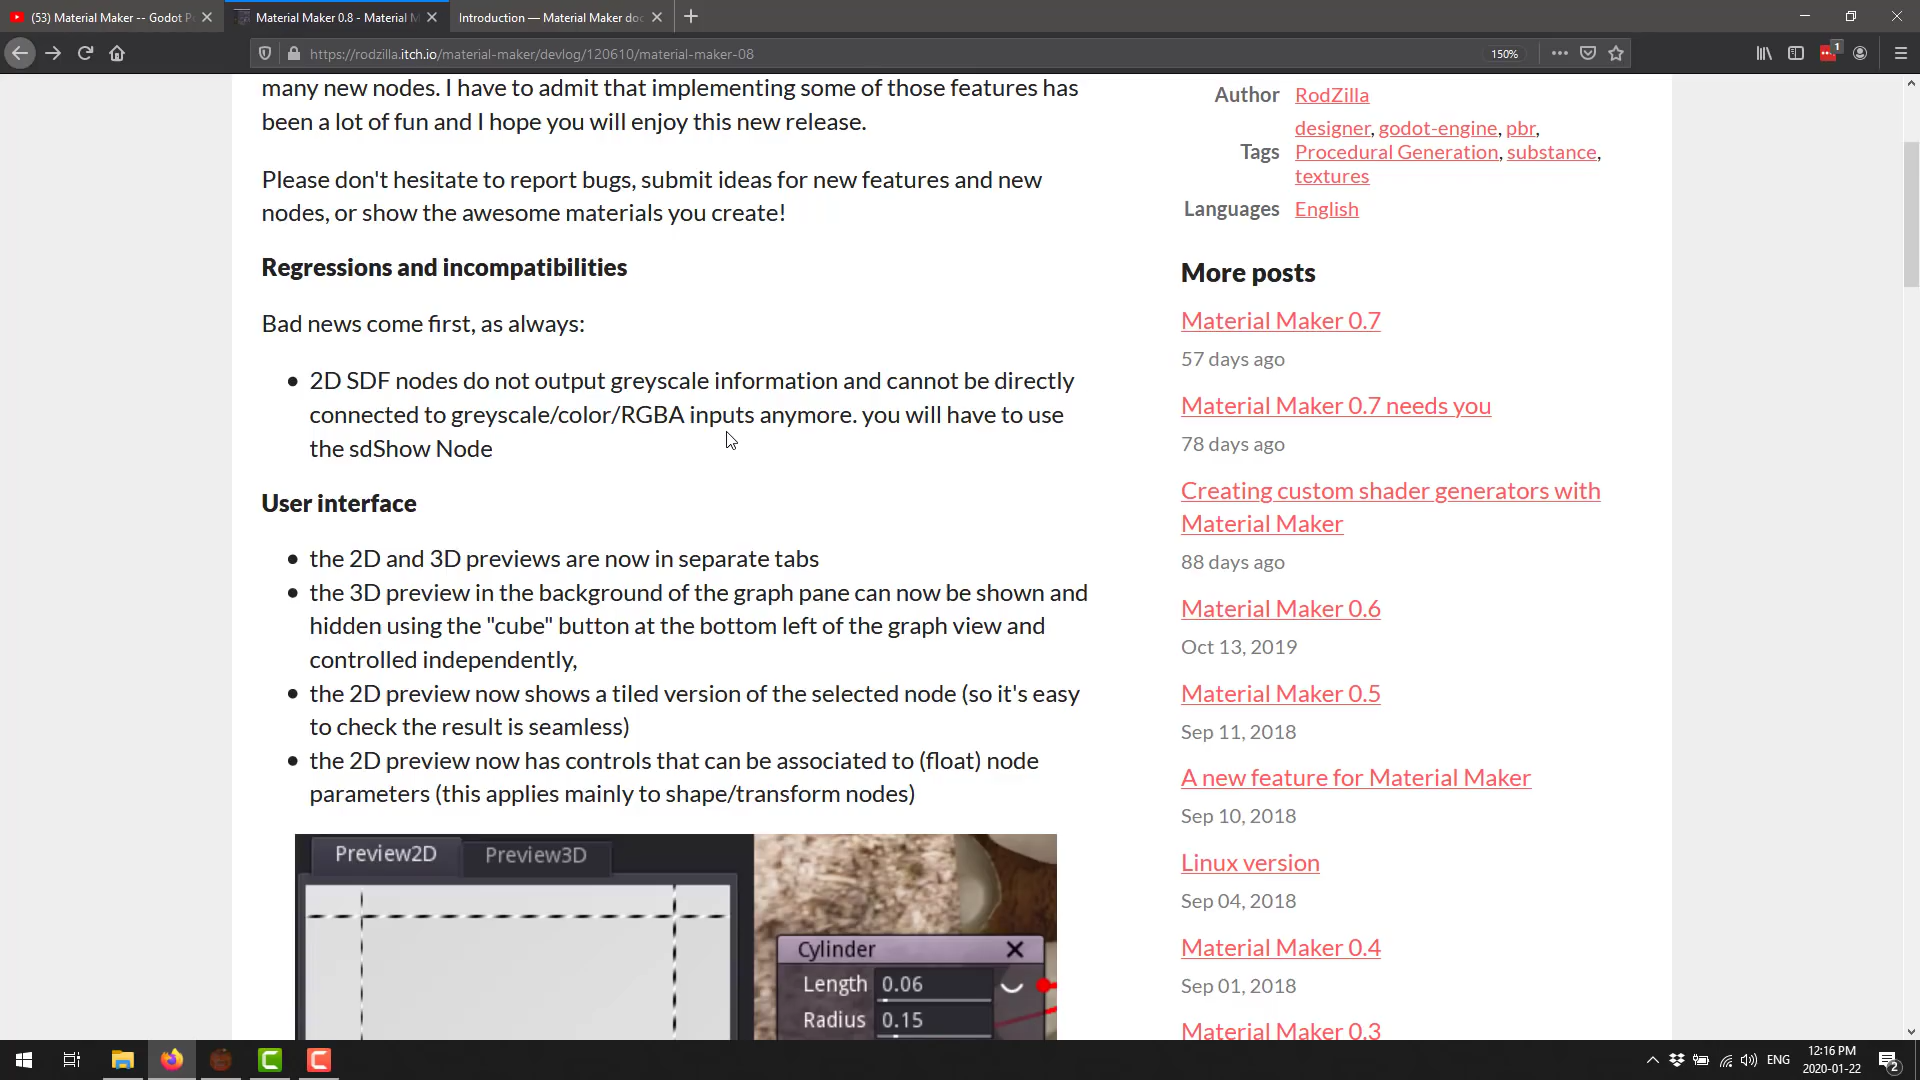 (53) Material Maker -- Godot P
Material Maker 0.8 - Material M
Introduction — Material Maker doc
https://rodzilla.itch.io/material-maker/devlog/120610/material-maker-08
150%
1
many new nodes. I have to admit that implementing some of those features has
been a lot of fun and I hope you will enjoy this new release.
Please don't hesitate to report bugs, submit ideas for new features and new
nodes, or show the awesome materials you create!
Regressions and incompatibilities
Bad news come first, as always:
2D SDF nodes do not output greyscale information and cannot be directly
connected to greyscale/color/RGBA inputs anymore. you will have to use
the sdShow Node
User interface
the 2D and 3D previews are now in separate tabs
the 3D preview in the background of the graph pane can now be shown and
hidden using the "cube" button at the bottom left of the graph view and
controlled independently,
the 2D preview now shows a tiled version of the selected node (so it's easy
to check the result is seamless)
the 2D preview now has controls that can be associated to (float) node
parameters (this applies mainly to shape/transform nodes)
Preview2D Preview3D
Cylinder
Length 0.06
Radius 0.15
Author RodZilla
Tags designer, godot-engine, pbr,
Procedural Generation, substance,
textures
Languages English
More posts
Material Maker 0.7
57 days ago
Material Maker 0.7 needs you
78 days ago
Creating custom shader generators with
Material Maker
88 days ago
Material Maker 0.6
Oct 13, 2019
Material Maker 0.5
Sep 11, 2018
A new feature for Material Maker
Sep 10, 2018
Linux version
Sep 04, 2018
Material Maker 0.4
Sep 01, 2018
Material Maker 0.3
ENG
12:16 PM
2020-01-22
2